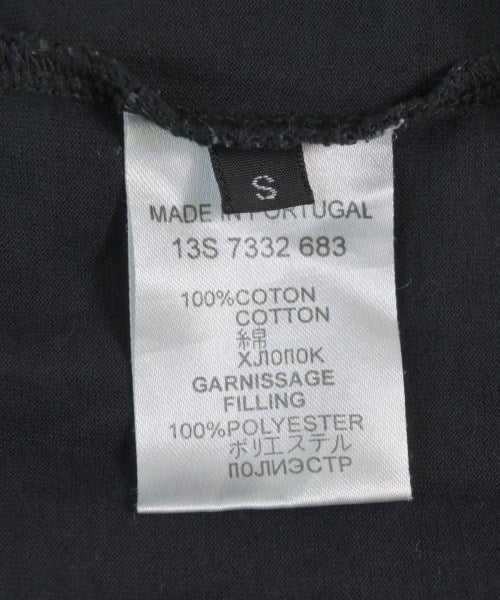 S
MADE IN PORTUGAL
13S 7332 683
100%COTON
COTTON
綿
ХЛОПОК
GARNISSAGE
FILLING
100%POLYESTER
ポリエステル
ПОЛИЭСТР